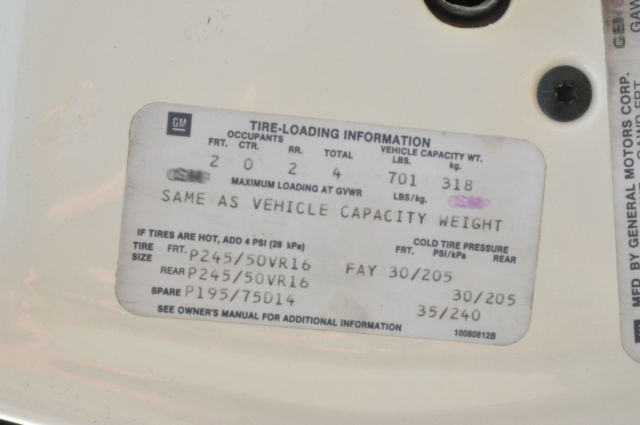 GM
TIRE-LOADING INFORMATION
OCCUPANTS VEHICLE CAPACITY WT.
FRT. CTR. RR. TOTAL LBS. kg.
2 0 2 4 701 318
MAXIMUM LOADING AT GVWR LBS/kg.
SAME AS VEHICLE CAPACITY WEIGHT
IF TIRES ARE HOT, ADD 4 PSI (28 kPa) COLD TIRE PRESSURE
TIRE SIZE FRT. PSI/kPa REAR
FRT. P245/50VR16 FAY 30/205
REAR P245/50VR16 30/205
SPARE P195/75D14 35/240
SEE OWNER'S MANUAL FOR ADDITIONAL INFORMATION 10080812B
MFD BY GENERAL MOTORS CORP.
GAWR FRT
GAW